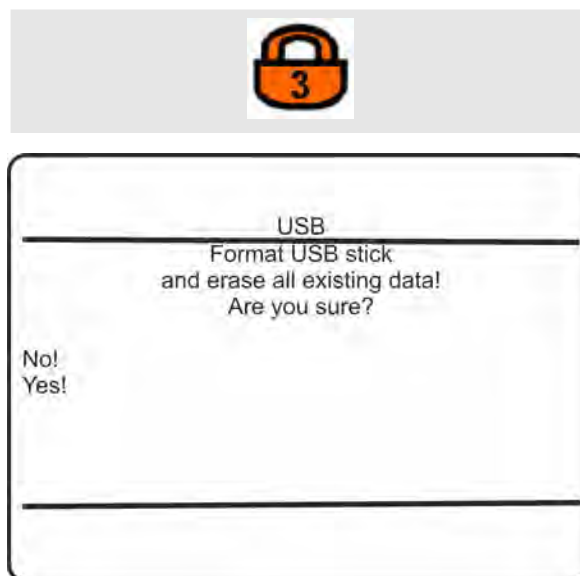 3
USB
Format USB stick
and erase all existing data!
Are you sure?
No!
Yes!